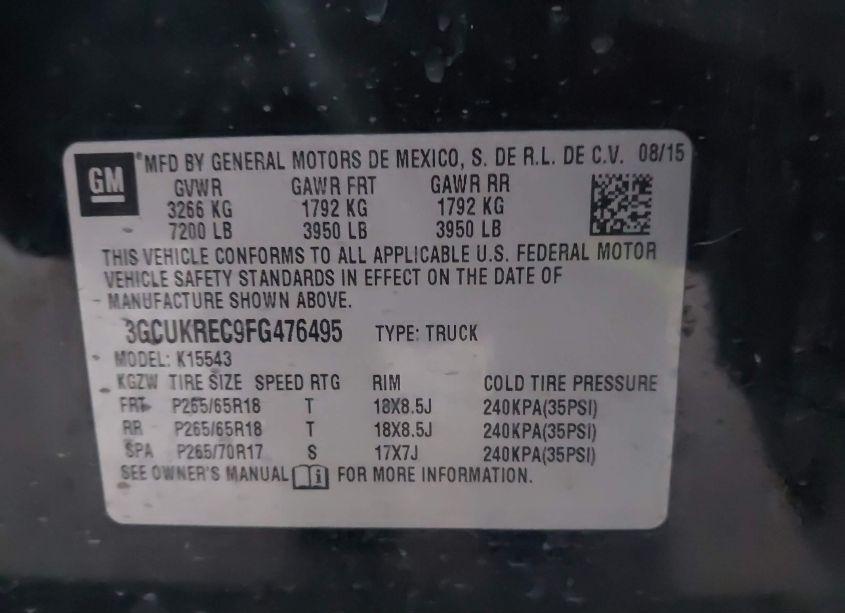 GM
MFD BY GENERAL MOTORS DE MEXICO, S. DE R.L. DE C.V. 08/15
GVWR GAWR FRT GAWR RR
3266 KG 1792 KG 1792 KG
7200 LB 3950 LB 3950 LB
THIS VEHICLE CONFORMS TO ALL APPLICABLE U.S. FEDERAL MOTOR
VEHICLE SAFETY STANDARDS IN EFFECT ON THE DATE OF
MANUFACTURE SHOWN ABOVE.
3GCUKREC9FG476495 TYPE: TRUCK
MODEL: K15543
KGZW TIRE SIZE SPEED RTG RIM COLD TIRE PRESSURE
FRT P265/65R18 T 18X8.5J 240KPA(35PSI)
RR P265/65R18 T 18X8.5J 240KPA(35PSI)
SPA P265/70R17 S 17X7J 240KPA(35PSI)
SEE OWNER'S MANUAL FOR MORE INFORMATION.